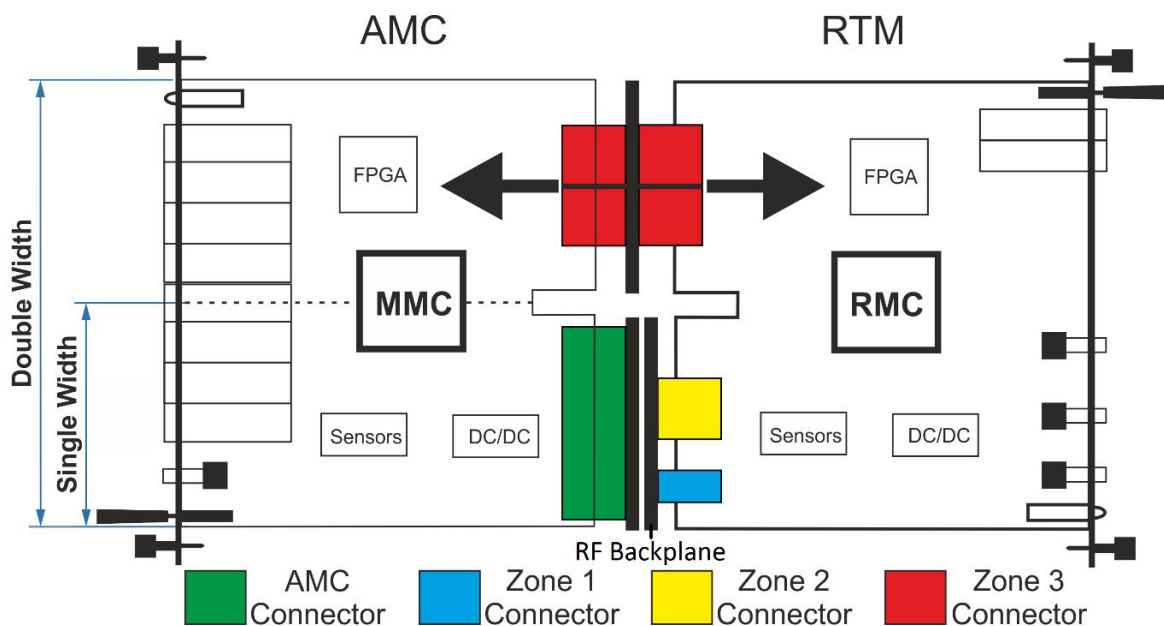 AMC
RTM
FPGA
FPGA
Double Width
Single Width
MMC
RMC
Sensors
DC/DC
Sensors
DC/DC
RF Backplane
AMC
Connector
Zone 1
Connector
Zone 2
Connector
Zone 3
Connector